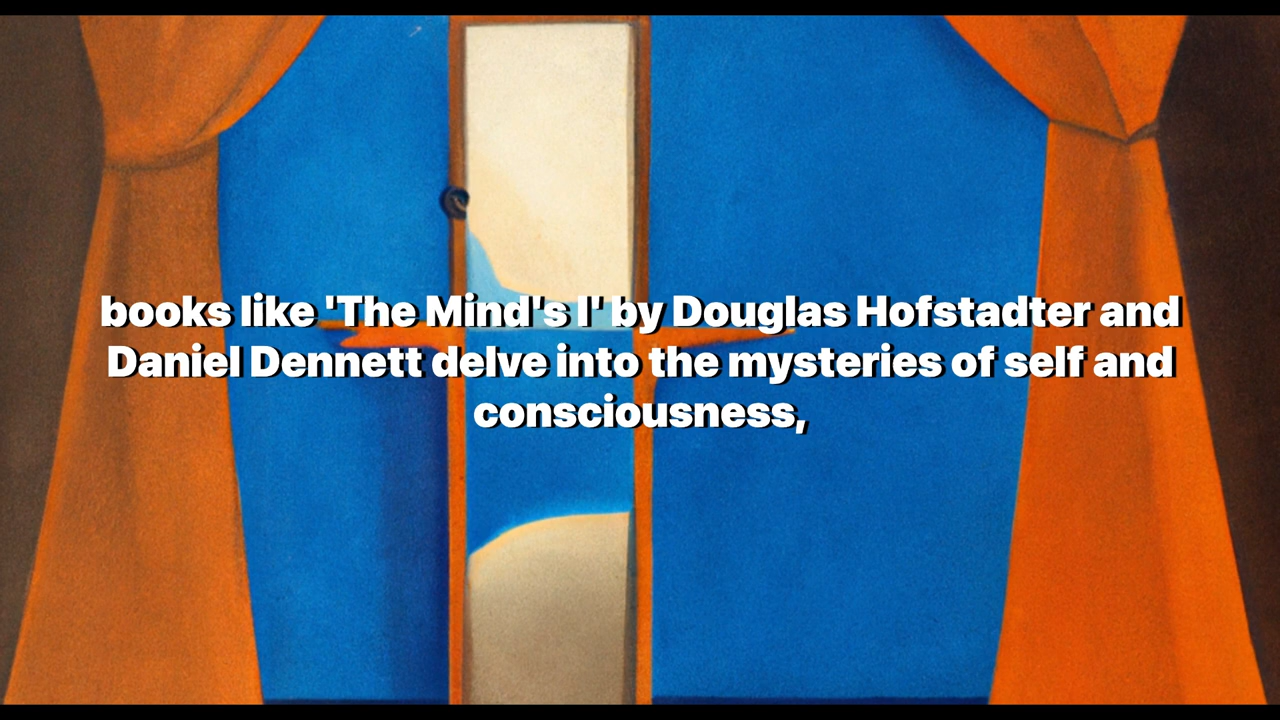 books like 'The Mind's I' by Douglas Hofstadter and
Daniel Dennett delve into the mysteries of self and
consciousness,